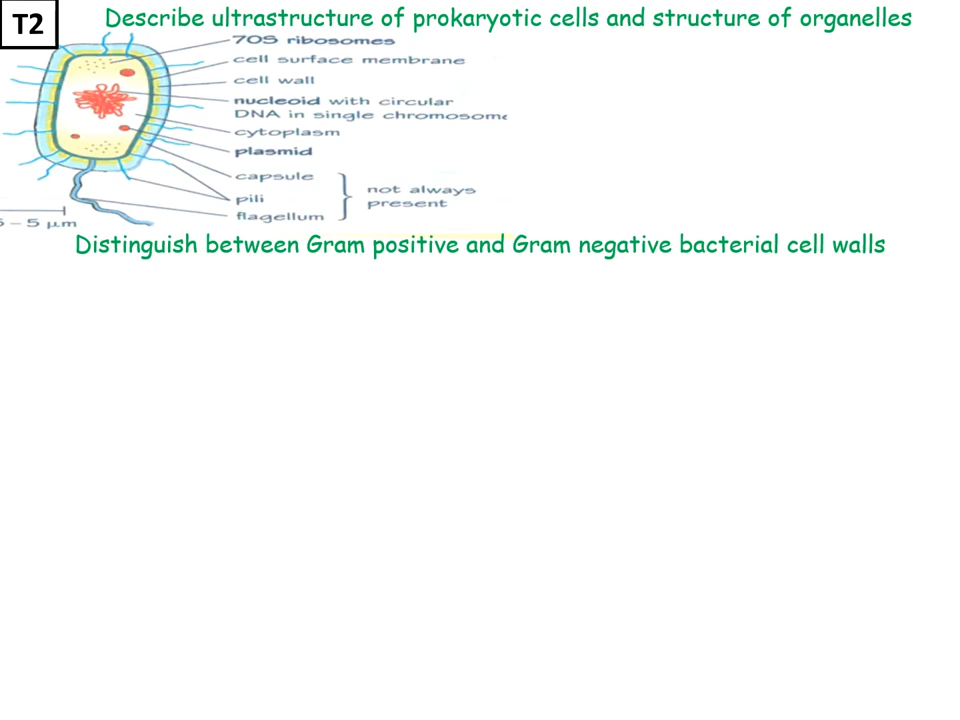 T2
Describe ultrastructure of prokaryotic cells and structure of organelles
70S ribosomes
cell surface membrane
cell wall
nucleoid with circular
DNA in single chromosome
cytoplasm
plasmid
capsule
pili
flagellum
not always
present
5 – 5 µm
Distinguish between Gram positive and Gram negative bacterial cell walls